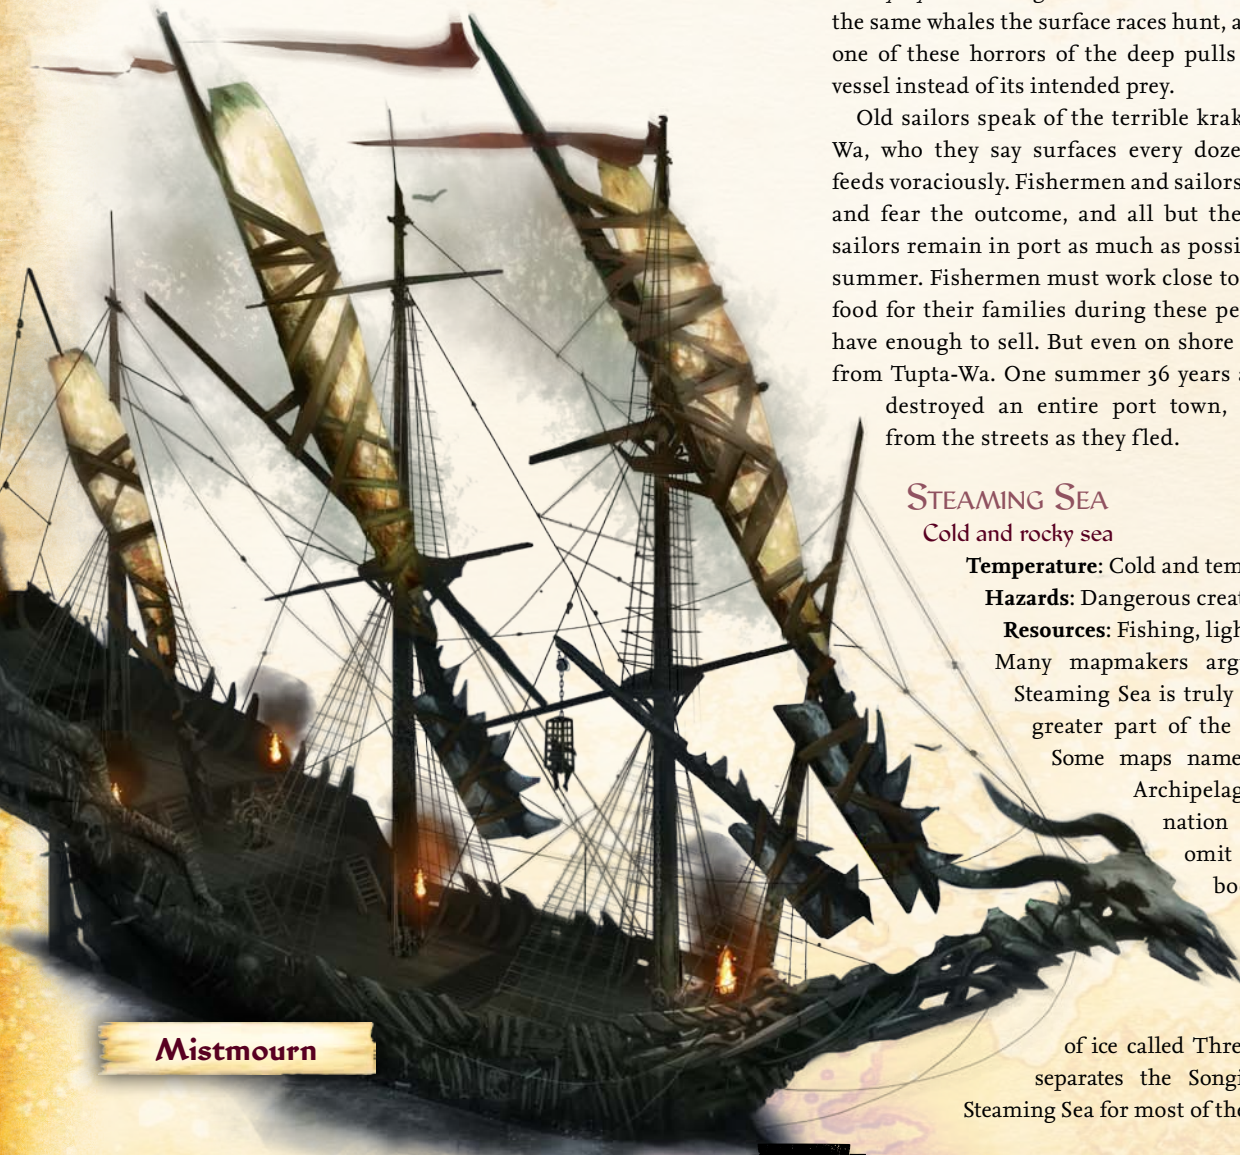 the same whales the surface races hunt, a
one of these horrors of the deep pulls
vessel instead of its intended prey.
Old sailors speak of the terrible krak
Wa, who they say surfaces every doze
feeds voraciously. Fishermen and sailors
and fear the outcome, and all but the
sailors remain in port as much as possi
summer. Fishermen must work close to
food for their families during these pe
have enough to sell. But even on shore
from Tupta-Wa. One summer 36 years a
destroyed an entire port town,
from the streets as they fled.
Steaming Sea
Cold and rocky sea
Temperature: Cold and tem
Hazards: Dangerous creat
Resources: Fishing, ligh
Many mapmakers arg
Steaming Sea is truly
greater part of the
Some maps name
Archipelag
nation
omit
bo
Mistmourn
of ice called Thre
separates the Songi
Steaming Sea for most of the